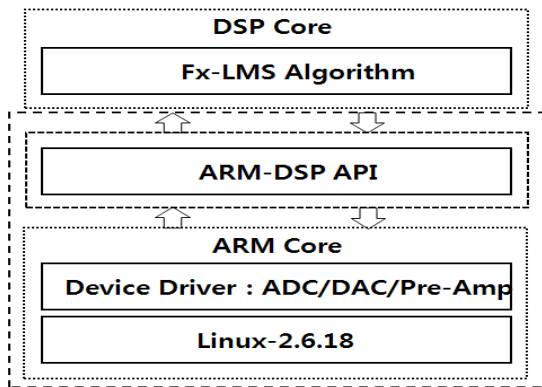 DSP Core
Fx-LMS Algorithm
ARM-DSP API
ARM Core
Device Driver : ADC/DAC/Pre-Amp
Linux-2.6.18